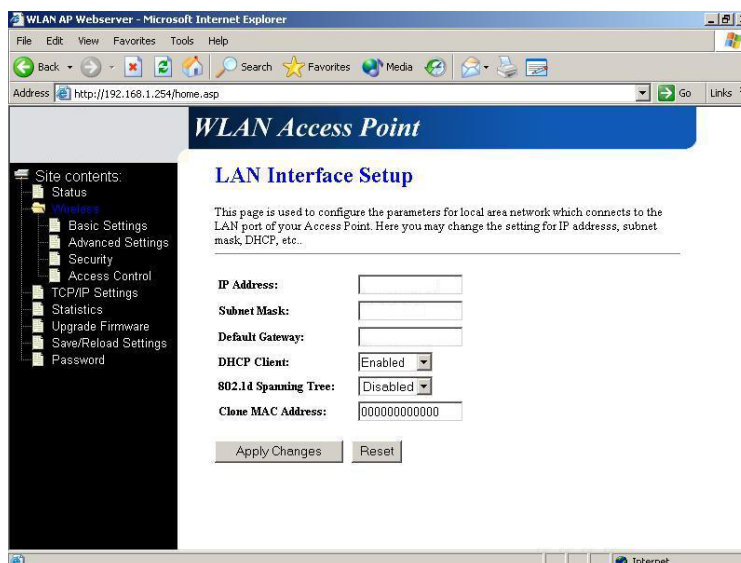 WLAN AP Webserver - Microsoft Internet Explorer
File Edit View Favorites Tools Help
Back Search Favorites Media
Address http://192.168.1.254/home.asp Go Links
WLAN Access Point
Site contents:
Status
Wireless
Basic Settings
Advanced Settings
Security
Access Control
TCP/IP Settings
Statistics
Upgrade Firmware
Save/Reload Settings
Password
LAN Interface Setup
This page is used to configure the parameters for local area network which connects to the
LAN port of your Access Point. Here you may change the setting for IP addresss, subnet
mask, DHCP, etc..
IP Address:
Subnet Mask:
Default Gateway:
DHCP Client: Enabled
802.1d Spanning Tree: Disabled
Clone MAC Address: 000000000000
Apply Changes Reset
Internet